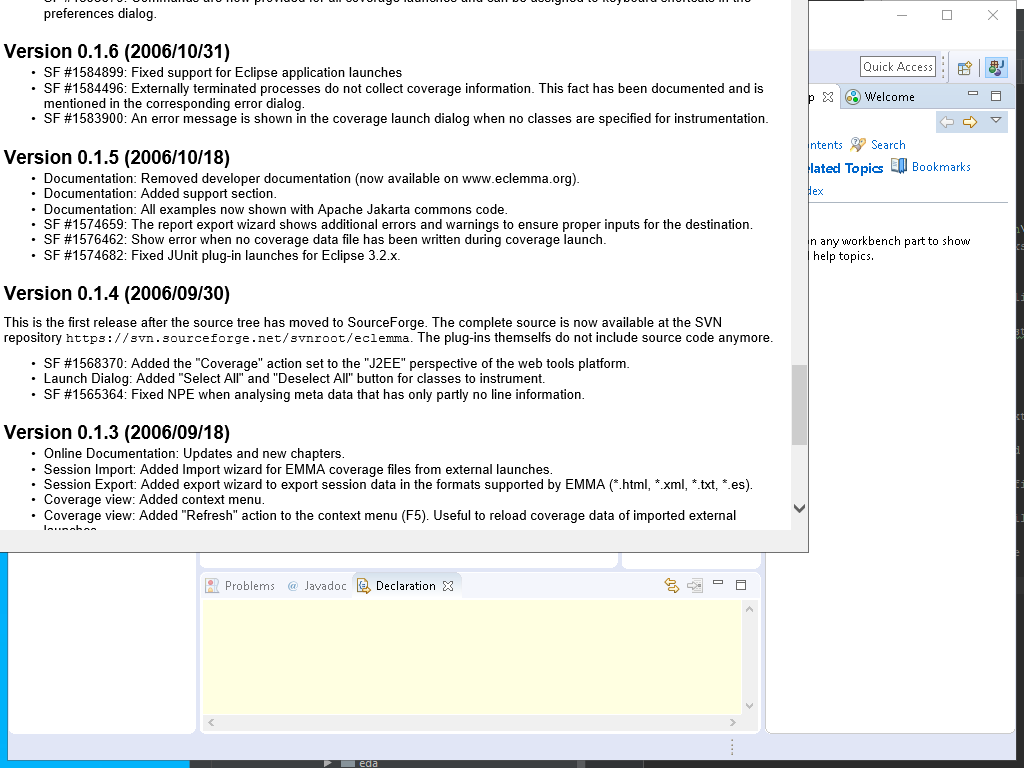 preferences dialog.
Version 0.1.6 (2006/10/31)
• SF #1584899: Fixed support for Eclipse application launches
• SF #1584496: Externally terminated processes do not collect coverage information. This fact has been documented and is
mentioned in the corresponding error dialog.
• SF #1583900: An error message is shown in the coverage launch dialog when no classes are specified for instrumentation.
Version 0.1.5 (2006/10/18)
• Documentation: Removed developer documentation (now available on www.eclemma.org).
• Documentation: Added support section.
• Documentation: All examples now shown with Apache Jakarta commons code.
• SF #1574659: The report export wizard shows additional errors and warnings to ensure proper inputs for the destination.
• SF #1576462: Show error when no coverage data file has been written during coverage launch.
• SF #1574682: Fixed JUnit plug-in launches for Eclipse 3.2.x.
Version 0.1.4 (2006/09/30)
This is the first release after the source tree has moved to SourceForge. The complete source is now available at the SVN
repository https://svn.sourceforge.net/svnroot/eclemma. The plug-ins themselfs do not include source code anymore.
• SF #1568370: Added the "Coverage" action set to the "J2EE" perspective of the web tools platform.
• Launch Dialog: Added "Select All" and "Deselect All" button for classes to instrument.
• SF #1565364: Fixed NPE when analysing meta data that has only partly no line information.
Version 0.1.3 (2006/09/18)
• Online Documentation: Updates and new chapters.
• Session Import: Added Import wizard for EMMA coverage files from external launches.
• Session Export: Added export wizard to export session data in the formats supported by EMMA (*.html, *.xml, *.txt, *.es).
• Coverage view: Added context menu.
• Coverage view: Added "Refresh" action to the context menu (F5). Useful to reload coverage data of imported external
Quick Access
p
Welcome
ntents Search
lated Topics Bookmarks
dex
n any workbench part to show
help topics.
Problems @ Javadoc Declaration
eda